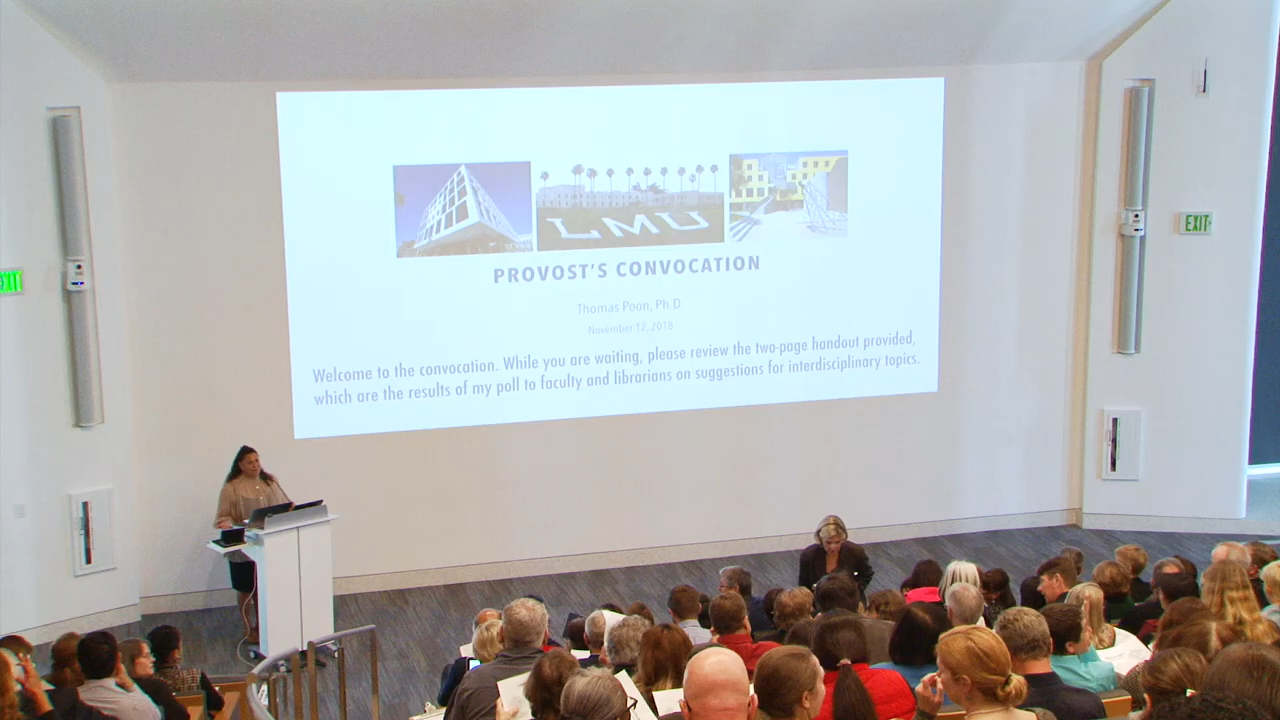 LMU
PROVOST'S CONVOCATION
Thomas Poon, Ph.D.
November 12, 2018
Welcome to the convocation. While you are waiting, please review the two-page handout provided,
which are the results of my poll to faculty and librarians on suggestions for interdisciplinary topics.
EXIT
EXIT